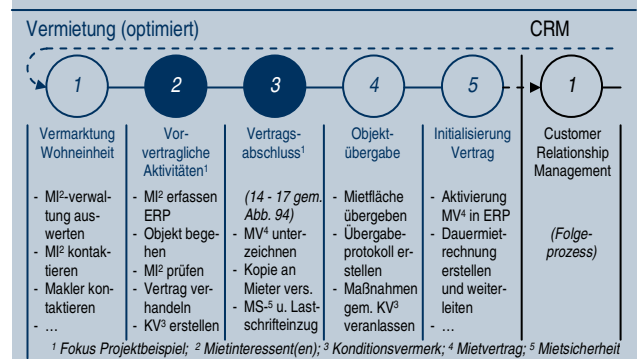 Vermietung (optimiert)
CRM
1
2
3
4
5
1
Vermarktung
Wohneinheit
- MI²-verwal-
tung aus-
werten
- MI² kontak-
tieren
- Makler kon-
taktieren
- …
Vor-
vertragliche
Aktivitäten¹
- MI² erfassen
ERP
- Objekt bege-
hen
- MI² prüfen
- Vertrag ver-
handeln
- KV³ erstellen
Vertrags-
abschluss¹
(14 - 17 gem.
Abb. 94)
- MV⁴ unter-
zeichnen
- Kopie an
Mieter vers.
- MS-⁵ u. Last-
schrifteinzug
Objekt-
übergabe
- Mietfläche
übergeben
- Übergabe-
protokoll er-
stellen
- Maßnahmen
gem. KV³
veranlassen
Initialisierung
Vertrag
- Aktivierung
MV⁴ in ERP
- Dauermiet-
rechnung
erstellen
und weiter-
leiten
- …
Customer
Relationship
Management
(Folge-
prozess)
¹ Fokus Projektbeispiel; ² Mietinteressent(en); ³ Konditionsvermerk; ⁴ Mietvertrag; ⁵ Mietsicherheit